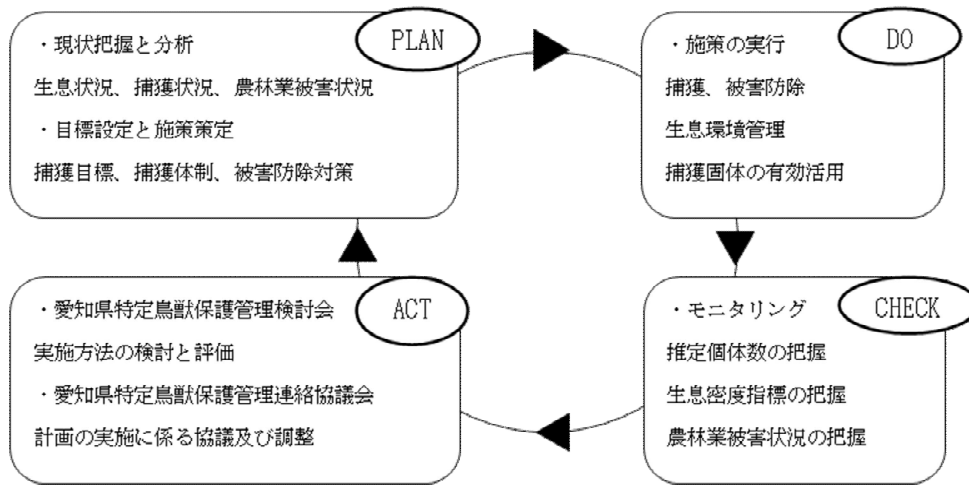 PLAN
・現状把握と分析
生息状況、捕獲状況、農林業被害状況
・目標設定と施策策定
捕獲目標、捕獲体制、被害防除対策
DO
・施策の実行
捕獲、被害防除
生息環境管理
捕獲固体の有効活用
CHECK
・モニタリング
推定個体数の把握
生息密度指標の把握
農林業被害状況の把握
ACT
・愛知県特定鳥獣保護管理検討会
実施方法の検討と評価
・愛知県特定鳥獣保護管理連絡協議会
計画の実施に係る協議及び調整